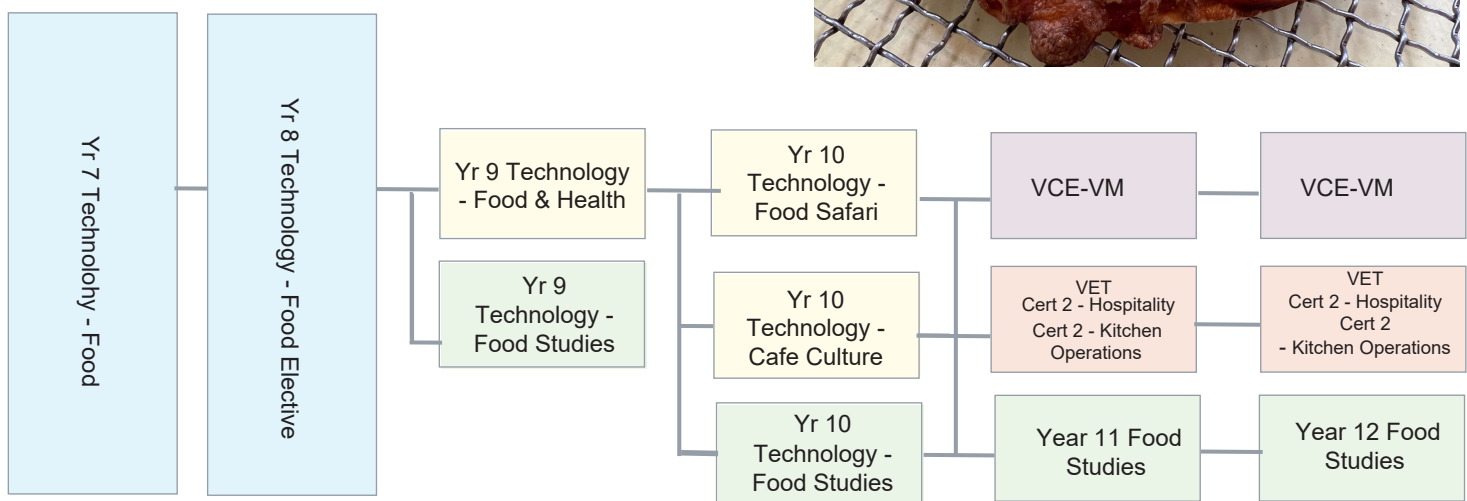 Yr 7 Technolohy - Food
Yr 8 Technology - Food Elective
Yr 9 Technology
- Food & Health
Yr 9
Technology -
Food Studies
Yr 10
Technology -
Food Safari
Yr 10
Technology -
Cafe Culture
Yr 10
Technology -
Food Studies
VCE-VM
VET
Cert 2 - Hospitality
Cert 2 - Kitchen
Operations
Year 11 Food
Studies
VCE-VM
VET
Cert 2 - Hospitality
Cert 2
- Kitchen Operations
Year 12 Food
Studies